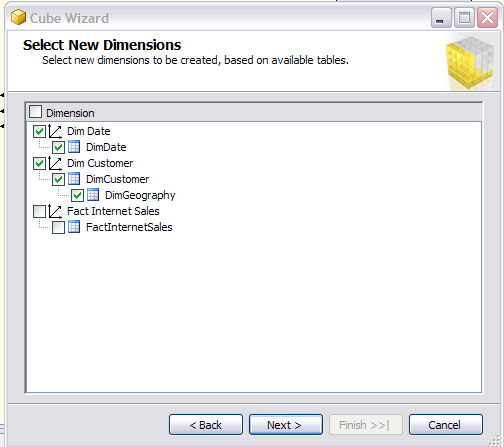 Cube Wizard
Select New Dimensions
Select new dimensions to be created, based on available tables.
Dimension
Dim Date
DimDate
Dim Customer
DimCustomer
DimGeography
Fact Internet Sales
FactInternetSales
< Back
Next >
Finish >>|
Cancel